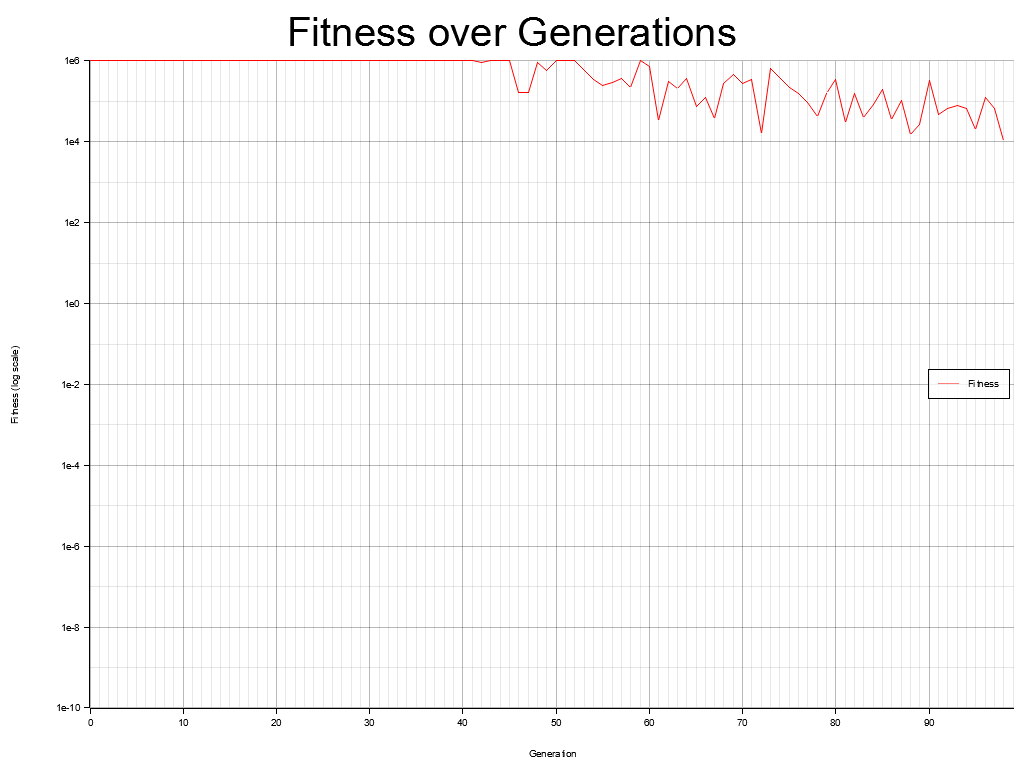 Fitness over Generations
1e6
1e4
1e2
1e0
1e-2
1e-4
1e-6
1e-8
1e-10
Fitness (log scale)
Fitness
0 10 20 30 40 50 60 70 80 90
Generation